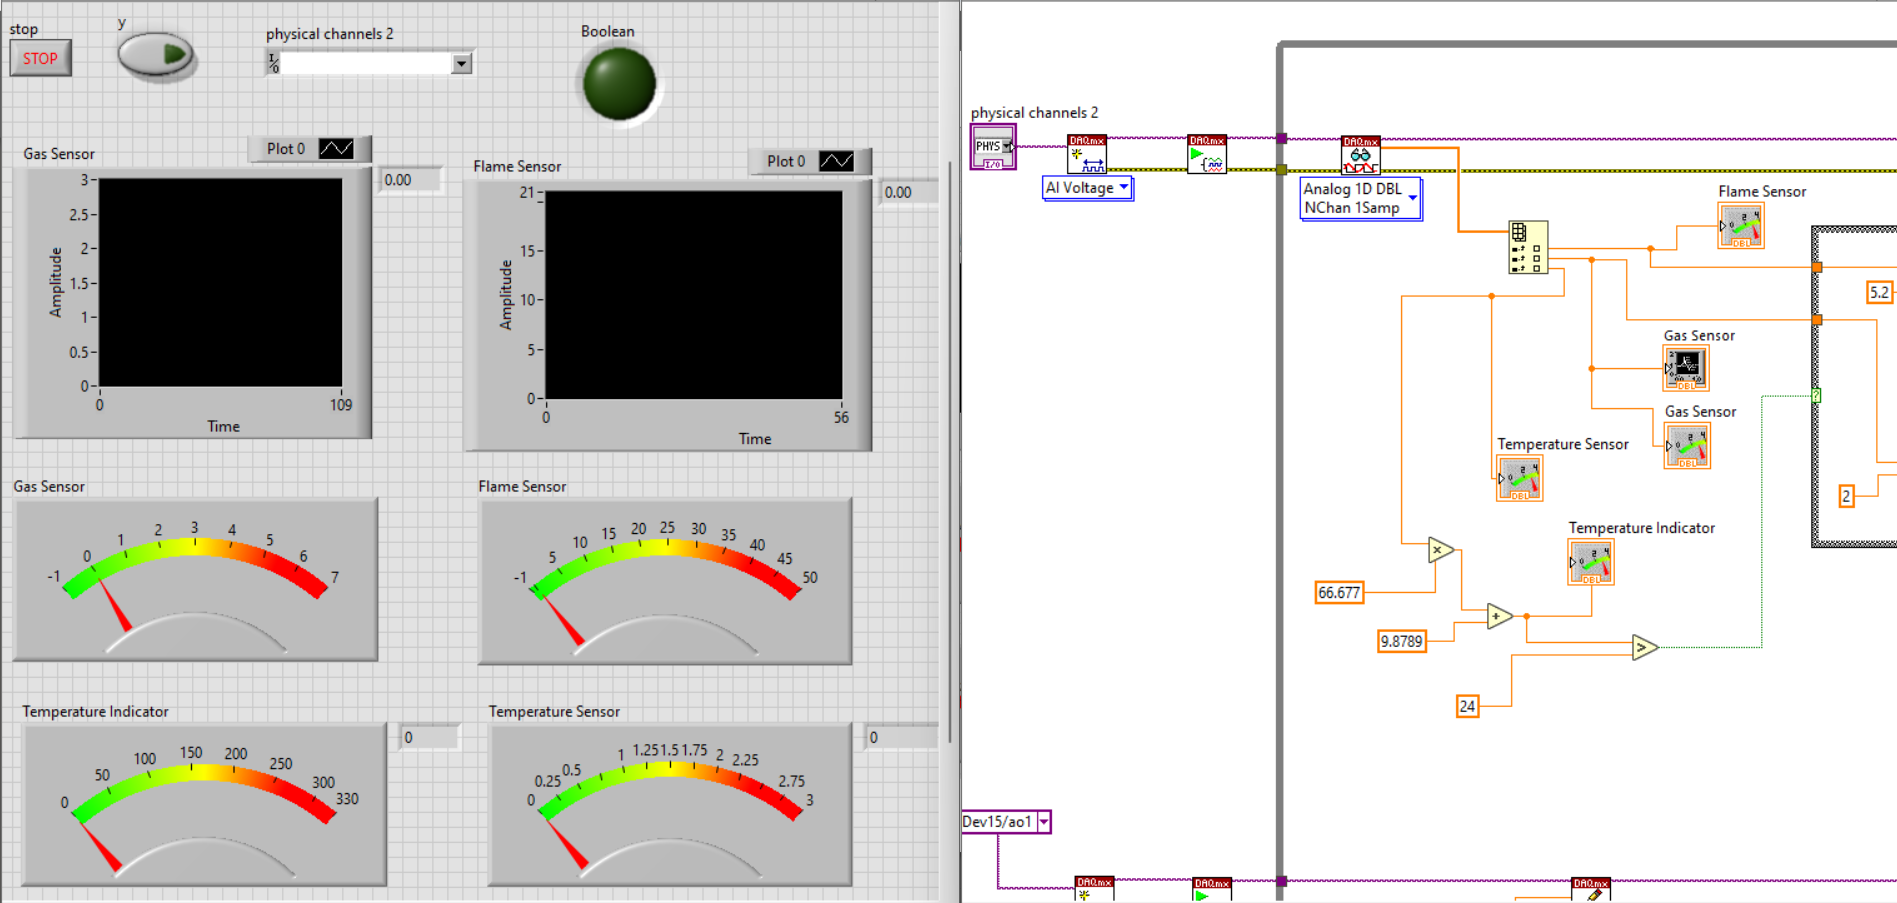 stop
STOP
y
physical channels 2
I/O
Boolean
Gas Sensor
Plot 0
0.00
3
2.5
2
1.5
1
0.5
0
Amplitude
0
109
Time
Flame Sensor
Plot 0
0.00
21
15
10
5
0
Amplitude
0
56
Time
Gas Sensor
-1 0 1 2 3 4 5 6 7
Flame Sensor
-1 5 10 15 20 25 30 35 40 45 50
Temperature Indicator
0
0 50 100 150 200 250 300 330
Temperature Sensor
0
0 0.25 0.5 1 1.25 1.5 1.75 2 2.25 2.75 3
physical channels 2
PHYS
I/O
DAQmx
AI Voltage
DAQmx
DAQmx
Analog 1D DBL
NChan 1Samp
Flame Sensor
DBL
5.2
Gas Sensor
DBL
Gas Sensor
DBL
Temperature Sensor
DBL
2
Temperature Indicator
DBL
×
66.677
+
9.8789
>
24
?
Dev15/ao1
DAQmx
DAQmx
DAQmx